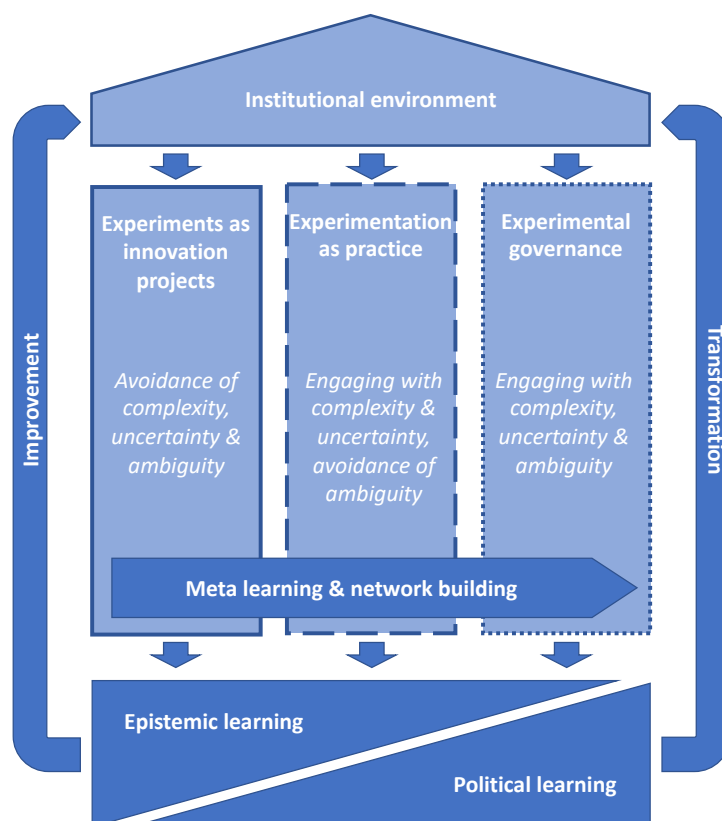 Institutional environment
Experiments as
innovation
projects
Experimentation
as practice
Experimental
governance
Avoidance of
complexity,
uncertainty &
ambiguity
Engaging with
complexity &
uncertainty,
avoidance of
ambiguity
Engaging with
complexity,
uncertainty &
ambiguity
Improvement
Transformation
Meta learning & network building
Epistemic learning
Political learning